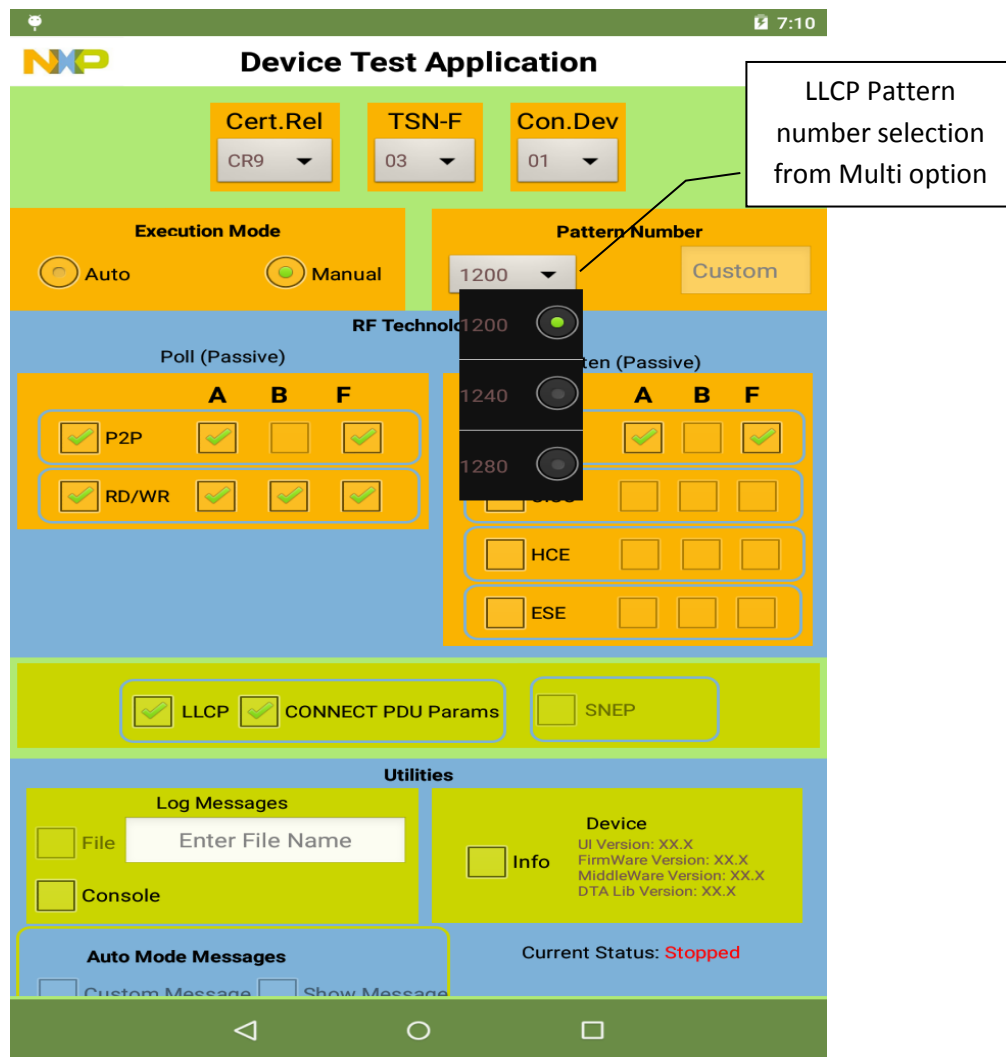 7:10
NXP
Device Test Application
LLCP Pattern
number selection
from Multi option
Cert.Rel
TSN-F
Con.Dev
CR9
03
01
Execution Mode
Pattern Number
Auto
Manual
1200
Custom
RF Technolo
1200
1240
1280
Poll (Passive)
ten (Passive)
A B F
A B F
P2P
RD/WR
HCE
ESE
LLCP
CONNECT PDU Params
SNEP
Utilities
Log Messages
File
Enter File Name
Console
Info
Device
UI Version: XX.X
FirmWare Version: XX.X
MiddleWare Version: XX.X
DTA Lib Version: XX.X
Auto Mode Messages
Current Status: Stopped
Custom Message
Show Message